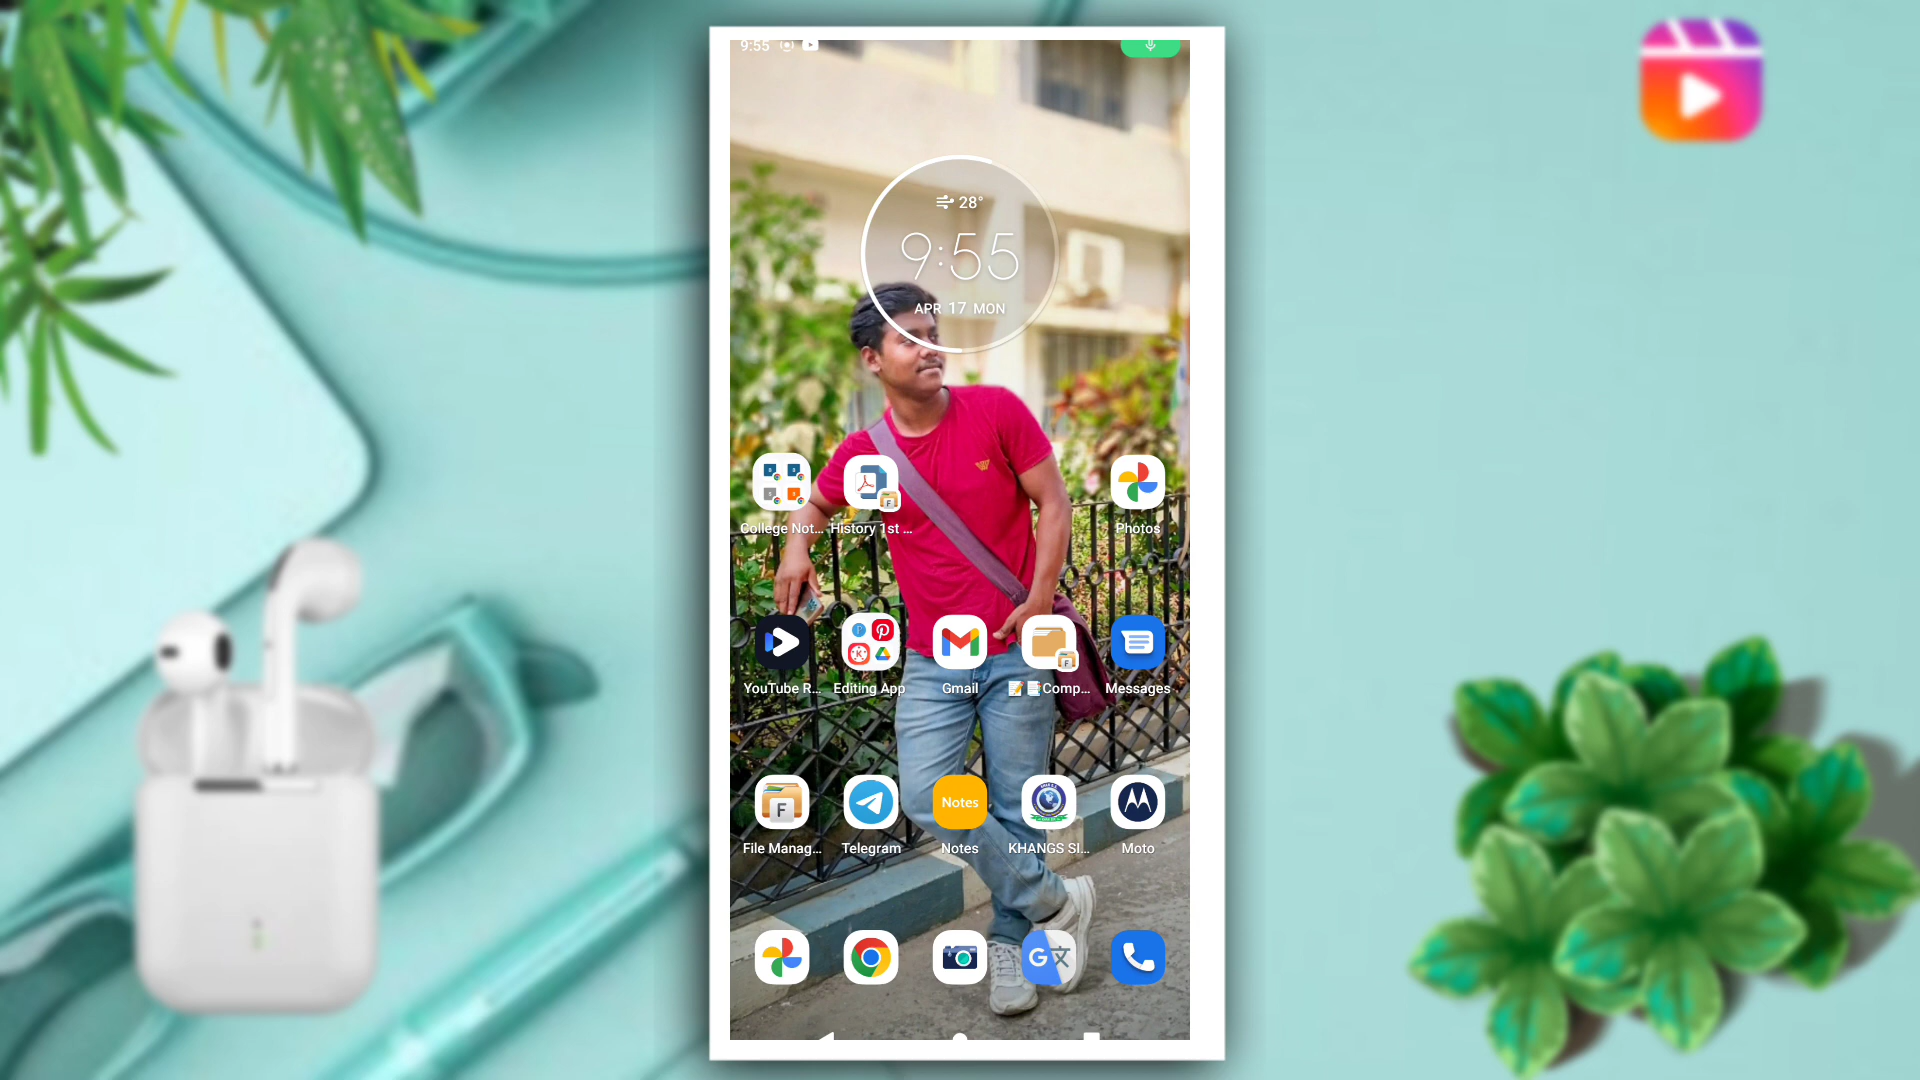 9:55
28°
9:55
APR 17 MON
College Not...
History 1st ...
Photos
YouTube R...
Editing App
Gmail
📝📑Comp...
Messages
Notes
File Manag...
Telegram
Notes
KHANGS SI...
Moto